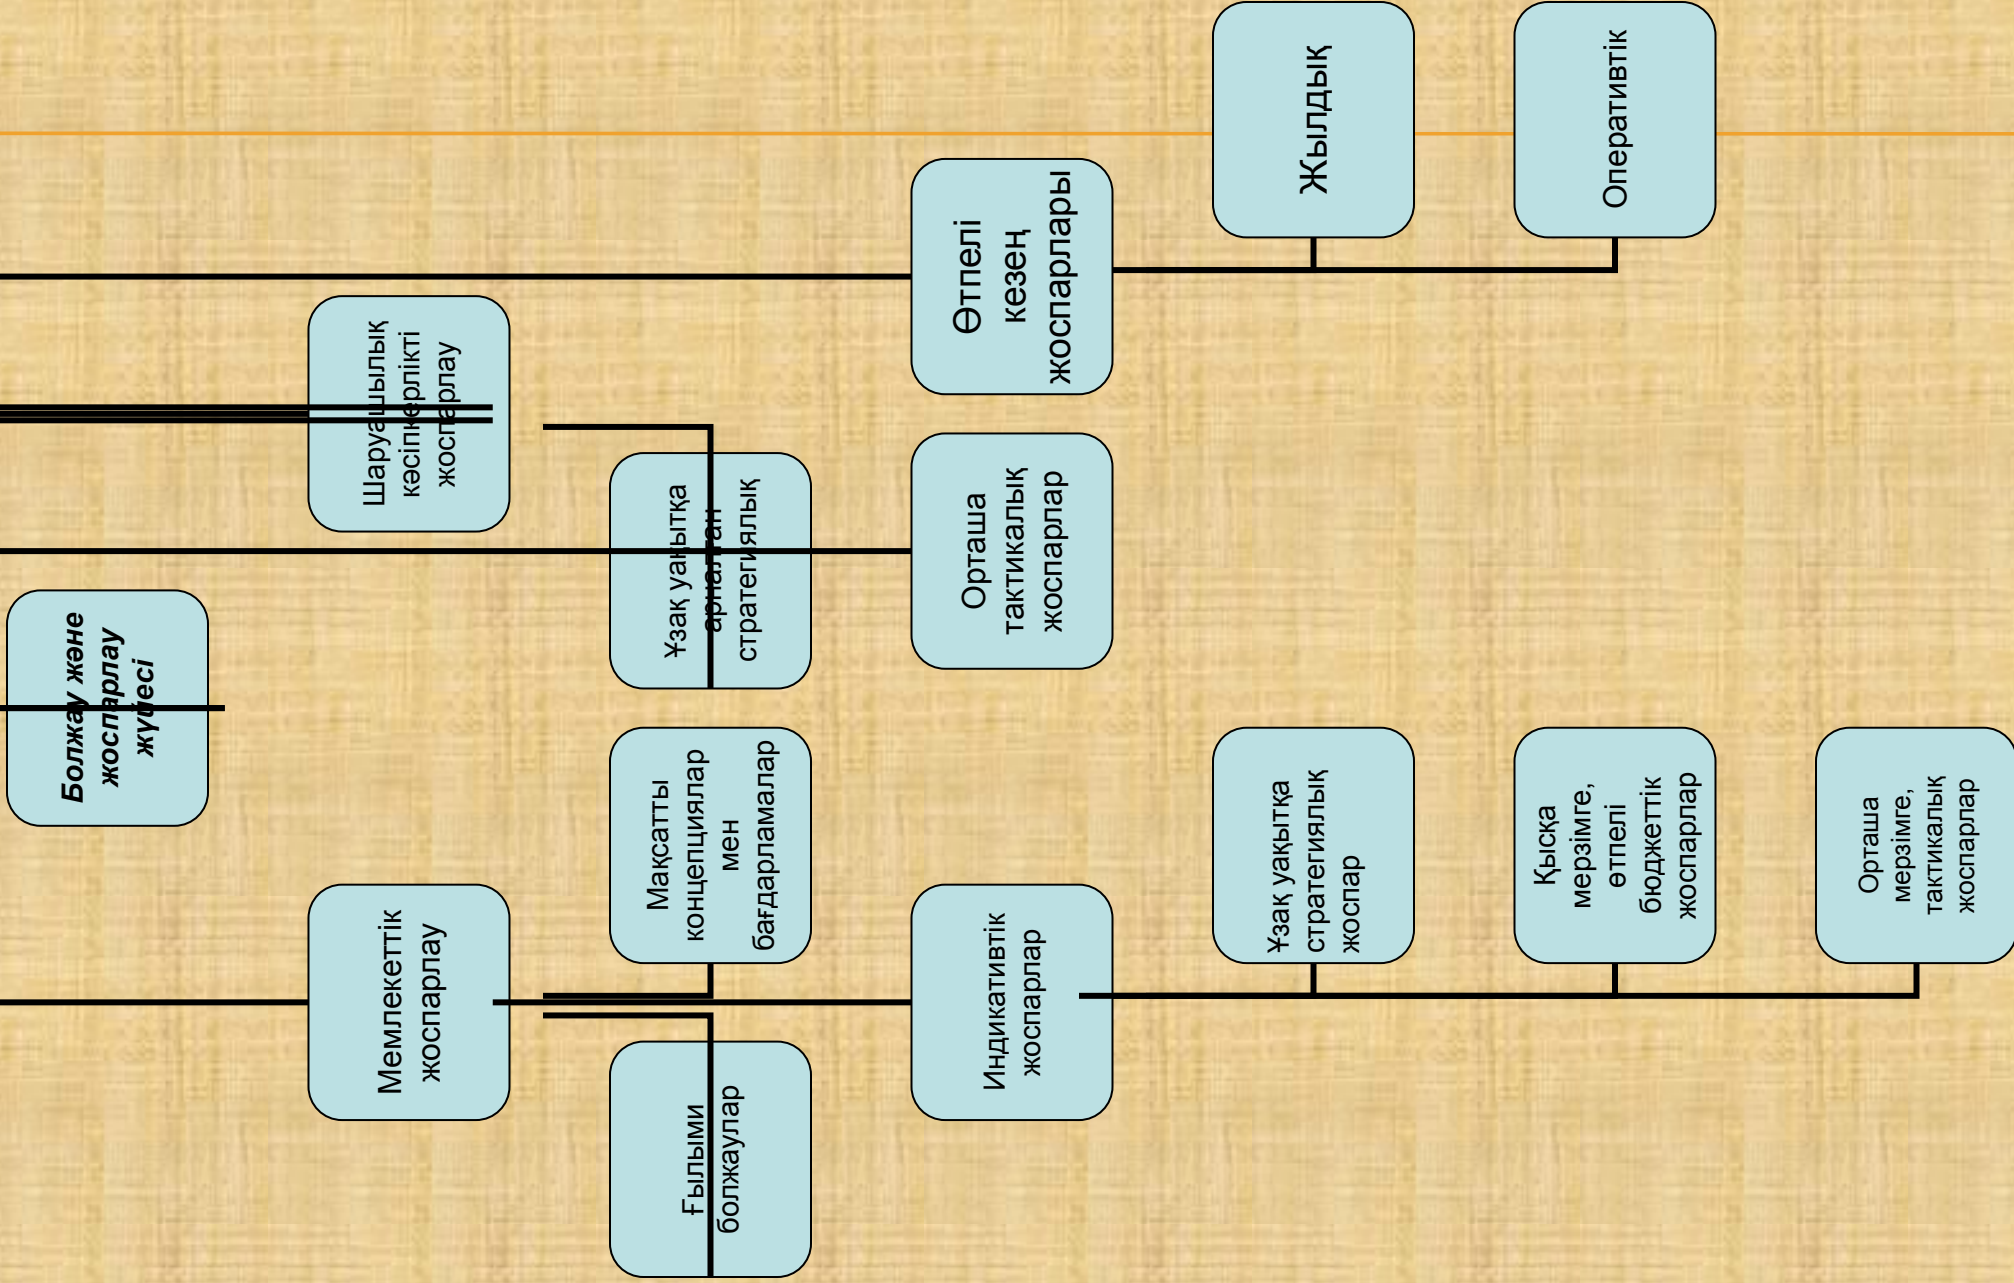 Болжау және
жоспарлау
жүйесі
Мемлекеттік
жоспарлау
Шаруашылық
кәсіпкерлікті
жоспарлау
Ғылыми
болжаулар
Мақсатты
концепциялар
мен
бағдарламалар
Ұзақ уақытқа
арналған
стратегиялық
Индикативтік
жоспарлар
Орташа
тактикалық
жоспарлар
Өтпелі
кезең
жоспарлары
Ұзақ уақытқа
стратегиялық
жоспар
Қысқа
мерзімге,
өтпелі
бюджеттік
жоспарлар
Орташа
мерзімге,
тактикалық
жоспарлар
Жылдық
Оперативтік